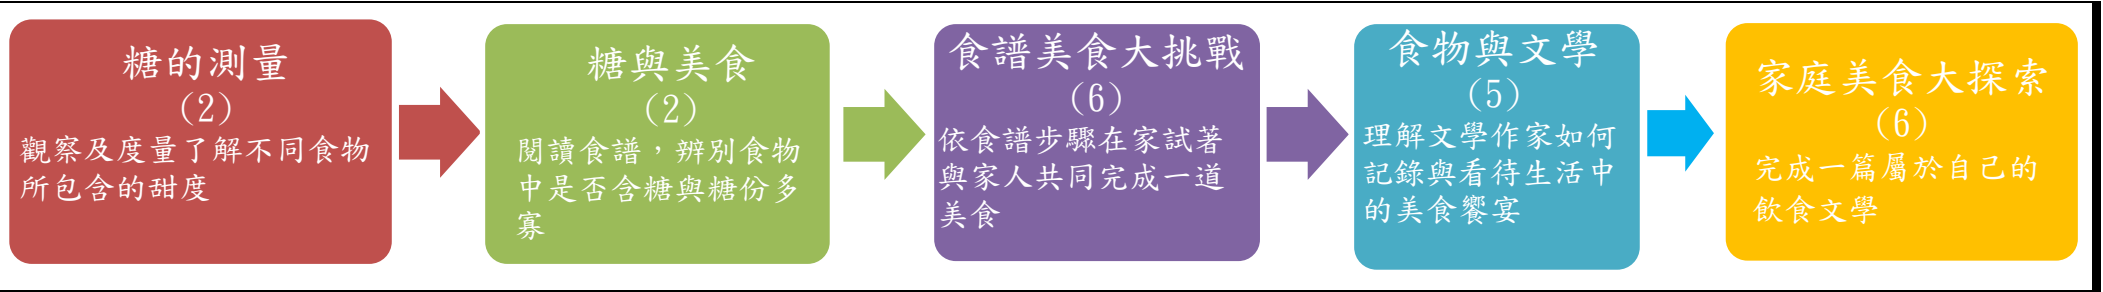 糖的測量
(2)
觀察及度量了解不同食物
所包含的甜度
糖與美食
(2)
閱讀食譜，辨別食物
中是否含糖與糖份多
寡
食譜美食大挑戰
(6)
依食譜步驟在家試著
與家人共同完成一道
美食
食物與文學
(5)
理解文學作家如何
記錄與看待生活中
的美食饗宴
家庭美食大探索
(6)
完成一篇屬於自己的
飲食文學